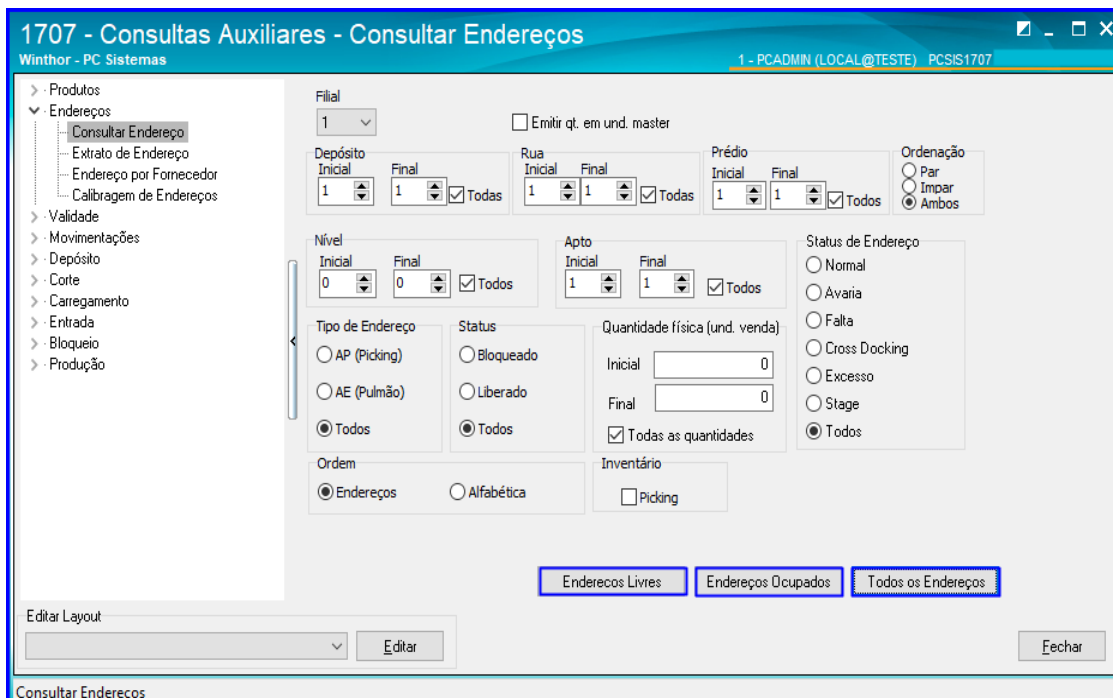 1707 - Consultas Auxiliares - Consultar Endereços
Winthor - PC Sistemas
1 - PCADMIN (LOCAL@TESTE) PCSIS1707
Produtos
Endereços
Consultar Endereço
Extrato de Endereço
Endereço por Fornecedor
Calibragem de Endereços
Validade
Movimentações
Depósito
Corte
Carregamento
Entrada
Bloqueio
Produção
Filial
1
Emitir qt. em und. master
Depósito
Inicial Final
1 1 Todas
Rua
Inicial Final
1 1 Todas
Prédio
Inicial Final
1 1 Todos
Ordenação
Par
Impar
Ambos
Nível
Inicial Final
0 0 Todos
Apto
Inicial Final
1 1 Todos
Status de Endereço
Normal
Avaria
Falta
Cross Docking
Excesso
Stage
Todos
Tipo de Endereço
AP (Picking)
AE (Pulmão)
Todos
Status
Bloqueado
Liberado
Todos
Quantidade física (und. venda)
Inicial 0
Final 0
Todas as quantidades
Ordem
Endereços Alfabética
Inventário
Picking
Enderecos Livres Endereços Ocupados Todos os Endereços
Editar Layout
Editar
Fechar
Consultar Enderecos